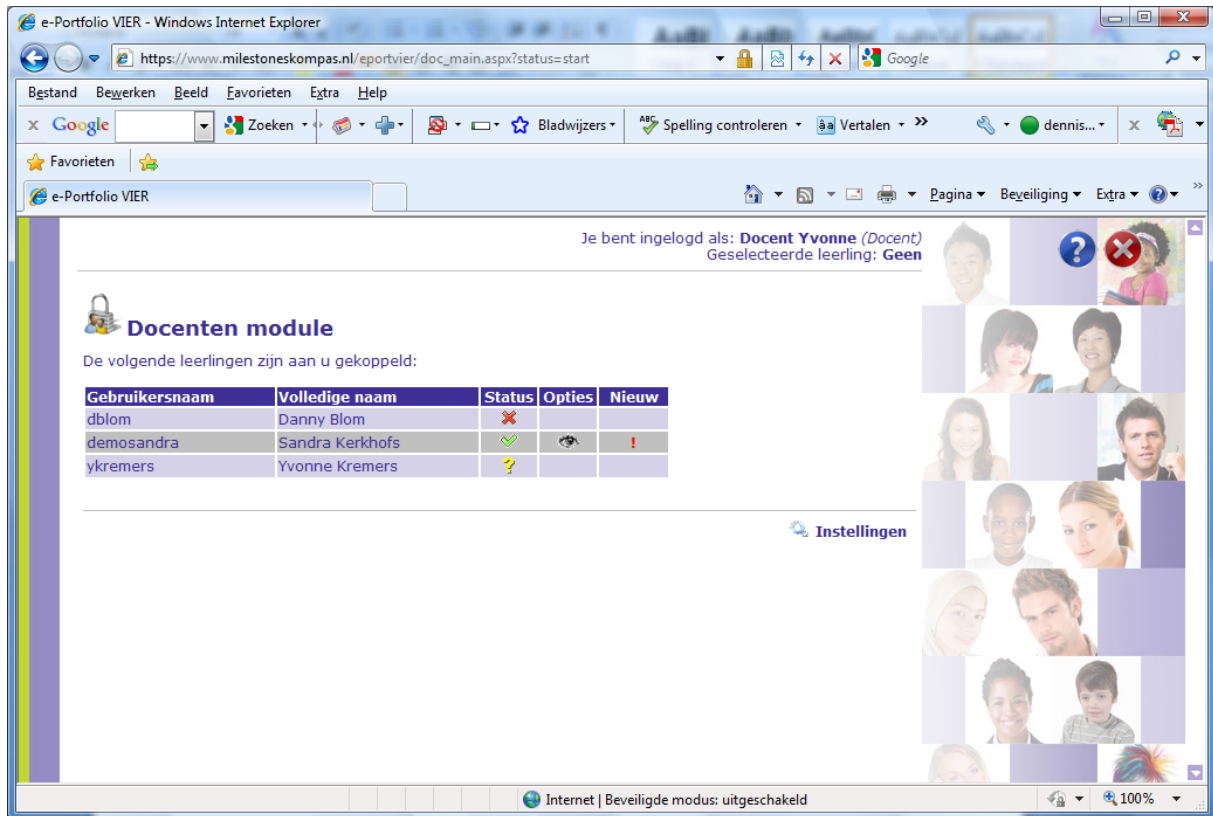 e-Portfolio VIER - Windows Internet Explorer
https://www.milestoneskompas.nl/eportvier/doc_main.aspx?status=start
Google
Bestand Bewerken Beeld Favorieten Extra Help
x Google Zoeken Bladwijzers ABC Spelling controleren âa Vertalen » dennis... x
Favorieten
e-Portfolio VIER Pagina Beveiliging Extra »
Je bent ingelogd als: Docent Yvonne (Docent)
Geselecteerde leerling: Geen
Docenten module
De volgende leerlingen zijn aan u gekoppeld:
Gebruikersnaam Volledige naam Status Opties Nieuw
dblom Danny Blom
demosandra Sandra Kerkhofs !
ykremers Yvonne Kremers ?
Instellingen
Internet | Beveiligde modus: uitgeschakeld 100%